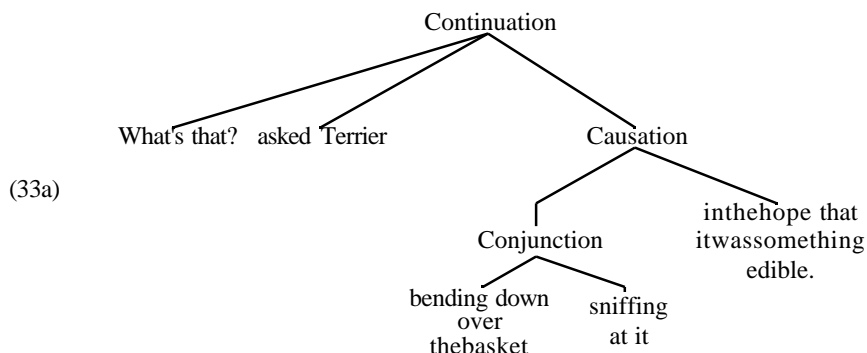 Continuation
What's that? asked Terrier Causation
(33a)
inthehope that
itwassomething
edible.
Conjunction
bending down
over
thebasket
sniffing
at it